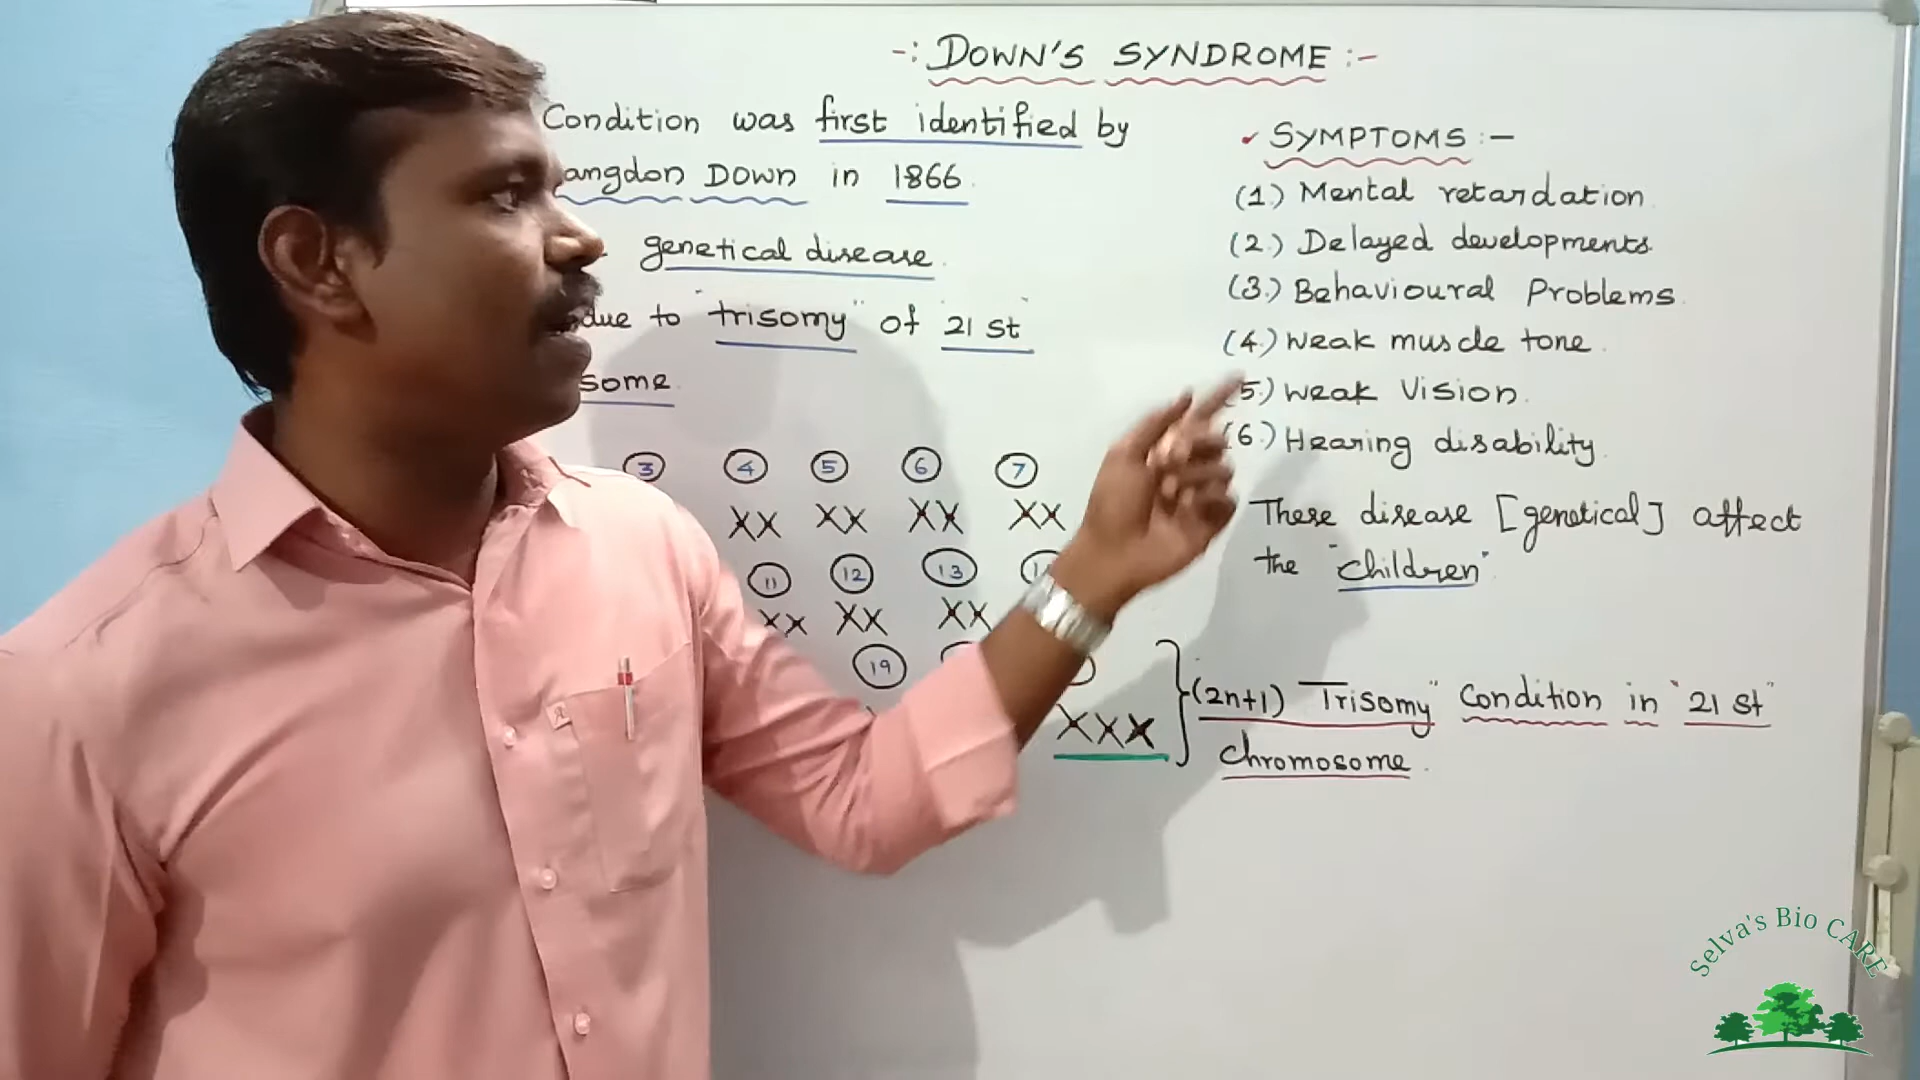 -: DOWN'S SYNDROME :-
Condition was first identified by
angdon DOWN in 1866.
genetical disease.
due to "trisomy" of "21 st"
some.
3 4 5 6 7
XX XX XX XX
11 12 13
XX XX XX
19
XXX
✓ SYMPTOMS :-
(1.) Mental retardation.
(2.) Delayed developments.
(3.) Behavioural Problems.
(4.) Weak muscle tone.
5.) Weak Vision.
(6.) Hearing disability.
These disease [genetical] affect
the "children".
(2n+1) Trisomy" Condition in "21 st"
chromosome.
Selva's Bio CARE